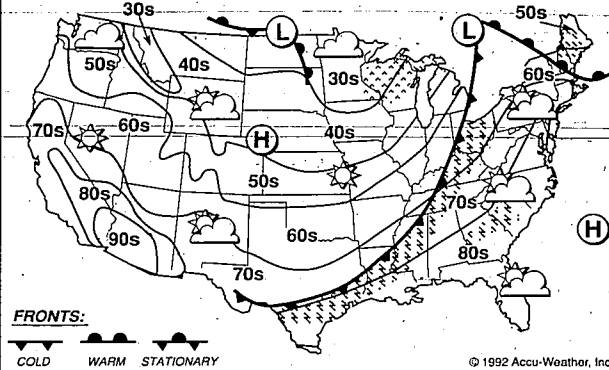 30s
L
L
50s
50s
40s
30s
60s
70s
60s
H
40s
80s
50s
70s
90s
60s
80s
H
70s
FRONTS:
COLD WARM STATIONARY
© 1992 Accu-Weather, Inc